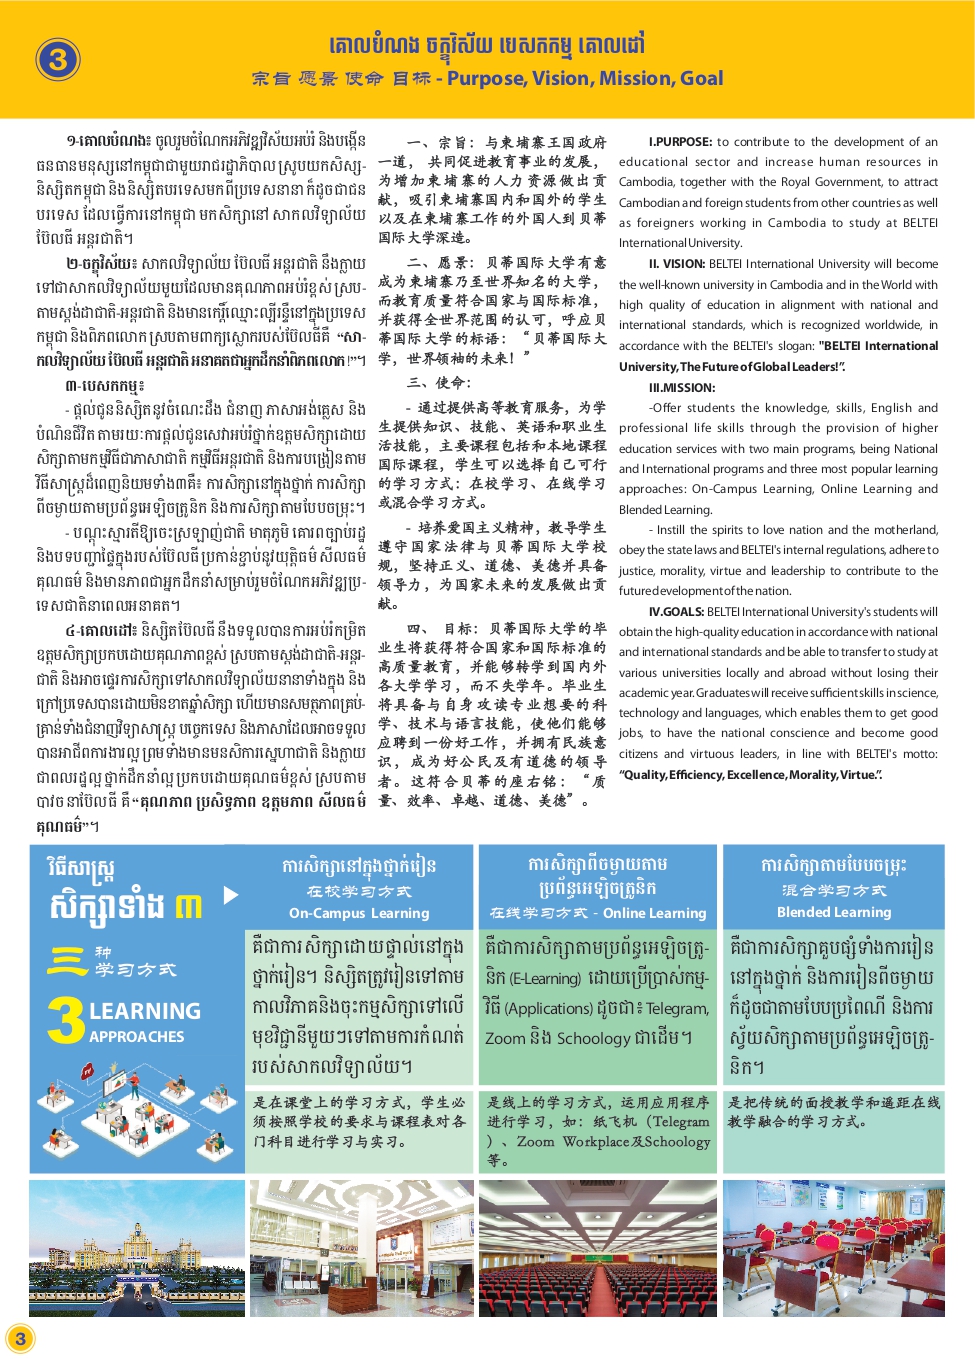 3
គោលបំណង ចក្ខុវិស័យ បេសកកម្ម គោលដៅ
宗旨 愿景 使命 目标 - Purpose, Vision, Mission, Goal
១-គោលបំណង៖ ចូលរួមចំណែកអភិវឌ្ឍវិស័យអប់រំ និងបង្កើន
ធនធានមនុស្សនៅកម្ពុជាជាមួយរាជរដ្ឋាភិបាល ស្រូបយកសិស្ស-
និស្សិតកម្ពុជា និងនិស្សិតបរទេសមកពីប្រទេសនានា ក៏ដូចជាជន
បរទេស ដែលធ្វើការនៅកម្ពុជា មកសិក្សានៅ សាកលវិទ្យាល័យ
ប៊ែលធី អន្តរជាតិ។
២-ចក្ខុវិស័យ៖ សាកលវិទ្យាល័យ ប៊ែលធី អន្តរជាតិ នឹងក្លាយ
ទៅជាសាកលវិទ្យាល័យមួយដែលមានគុណភាពអប់រំខ្ពស់ ស្រប-
តាមស្តង់ដាជាតិ-អន្តរជាតិ និងមានកេរ្តិ៍ឈ្មោះល្បីរន្ទឺនៅក្នុងប្រទេស
កម្ពុជា និងពិភពលោក ស្របតាមពាក្យស្លោករបស់ប៊ែលធីគឺ “សា-
កលវិទ្យាល័យ ប៊ែលធី អន្តរជាតិ អនាគតជាអ្នកដឹកនាំពិភពលោក!”។
៣-បេសកកម្ម៖
- ផ្តល់ជូននិស្សិតនូវចំណេះដឹង ជំនាញ ភាសាអង់គ្លេស និង
បំណិនជីវិត តាមរយៈការផ្តល់ជូនសេវាអប់រំថ្នាក់ឧត្តមសិក្សាដោយ
សិក្សាតាមកម្មវិធីជាភាសាជាតិ កម្មវិធីអន្តរជាតិ និងការបង្រៀនតាម
វិធីសាស្ត្រដ៏ពេញនិយមទាំង៣គឺ៖ ការសិក្សានៅក្នុងថ្នាក់ ការសិក្សា
ពីចម្ងាយតាមប្រព័ន្ធអេឡិចត្រូនិក និងការសិក្សាតាមបែបចម្រុះ។
- បណ្តុះស្មារតីឱ្យចេះស្រឡាញ់ជាតិ មាតុភូមិ គោរពច្បាប់រដ្ឋ
និងបទបញ្ជាផ្ទៃក្នុងរបស់ប៊ែលធី ប្រកាន់ខ្ជាប់នូវយុត្តិធម៌ សីលធម៌
គុណធម៌ និងមានភាពជាអ្នកដឹកនាំសម្រាប់រួមចំណែកអភិវឌ្ឍប្រ-
ទេសជាតិនាពេលអនាគត។
៤-គោលដៅ៖ និស្សិតប៊ែលធី នឹងទទួលបានការអប់រំកម្រិត
ឧត្តមសិក្សាប្រកបដោយគុណភាពខ្ពស់ ស្របតាមស្តង់ដាជាតិ-អន្តរ-
ជាតិ និងអាចផ្ទេរការសិក្សាទៅសាកលវិទ្យាល័យនានាទាំងក្នុង និង
ក្រៅប្រទេសបានដោយមិនខាតឆ្នាំសិក្សា ហើយមានសមត្ថភាពគ្រប់-
គ្រាន់ទាំងជំនាញវិទ្យាសាស្ត្រ បច្ចេកទេស និងភាសាដែលអាចទទួល
បានអាជីពការងារល្អ ព្រមទាំងមានមនសិការស្នេហាជាតិ និងក្លាយ
ជាពលរដ្ឋល្អ ថ្នាក់ដឹកនាំល្អ ប្រកបដោយគុណធម៌ខ្ពស់ ស្របតាម
បាវចនាប៊ែលធី គឺ “គុណភាព ប្រសិទ្ធភាព ឧត្តមភាព សីលធម៌
គុណធម៌”។
一、宗旨：与柬埔寨王国政府
一道， 共同促进教育事业的发展，
为增加柬埔寨的人力资源做出贡
献，吸引柬埔寨国内和国外的学生
以及在柬埔寨工作的外国人到贝蒂
国际大学深造。
二、愿景：贝蒂国际大学有意
成为柬埔寨乃至世界知名的大学，
而教育质量符合国家与国际标准，
并获得全世界范围的认可，呼应贝
蒂国际大学的标语：“贝蒂国际大
学，世界领袖的未来！”
三、使命：
- 通过提供高等教育服务，为学
生提供知识、技能、英语和职业生
活技能，主要课程包括和本地课程
国际课程，学生可以选择自己可行
的学习方式：在校学习、在线学习
或混合学习方式。
- 培养爱国主义精神，教导学生
遵守国家法律与贝蒂国际大学校
规，坚持正义、道德、美德并具备
领导力，为国家未来的发展做出贡
献。
四、 目标：贝蒂国际大学的毕
业生将获得符合国家和国际标准的
高质量教育，并能够转学到国内外
各大学学习，而不失学年。毕业生
将具备与自身攻读专业想要的科
学、技术与语言技能，使他们能够
应聘到一份好工作，并拥有民族意
识，成为好公民及有道德的领导
者。这符合贝蒂的座右铭：“质
量、效率、卓越、道德、美德”。
I.PURPOSE: to contribute to the development of an
educational sector and increase human resources in
Cambodia, together with the Royal Government, to attract
Cambodian and foreign students from other countries as well
as foreigners working in Cambodia to study at BELTEI
International University.
II. VISION: BELTEI International University will become
the well-known university in Cambodia and in the World with
high quality of education in alignment with national and
international standards, which is recognized worldwide, in
accordance with the BELTEI's slogan: "BELTEI International
University, The Future of Global Leaders!”.
III.MISSION:
-Offer students the knowledge, skills, English and
professional life skills through the provision of higher
education services with two main programs, being National
and International programs and three most popular learning
approaches: On-Campus Learning, Online Learning and
Blended Learning.
- Instill the spirits to love nation and the motherland,
obey the state laws and BELTEI's internal regulations, adhere to
justice, morality, virtue and leadership to contribute to the
future development of the nation.
IV.GOALS: BELTEI International University's students will
obtain the high-quality education in accordance with national
and international standards and be able to transfer to study at
various universities locally and abroad without losing their
academic year. Graduates will receive sufficient skills in science,
technology and languages, which enables them to get good
jobs, to have the national conscience and become good
citizens and virtuous leaders, in line with BELTEI's motto:
“Quality, Efficiency, Excellence, Morality, Virtue.”.
វិធីសាស្ត្រ
សិក្សាទាំង ៣
三 种
学习方式
3 LEARNING
APPROACHES
ការសិក្សានៅក្នុងថ្នាក់រៀន
在校学习方式
On-Campus Learning
គឺជាការសិក្សាដោយផ្ទាល់នៅក្នុង
ថ្នាក់រៀន។ និស្សិតត្រូវរៀនទៅតាម
កាលវិភាគនិងចុះកម្មសិក្សាទៅលើ
មុខវិជ្ជានីមួយៗទៅតាមការកំណត់
របស់សាកលវិទ្យាល័យ។
是在课堂上的学习方式，学生必
须按照学校的要求与课程表对各
门科目进行学习与实习。
ការសិក្សាពីចម្ងាយតាម
ប្រព័ន្ធអេឡិចត្រូនិក
在线学习方式 - Online Learning
គឺជាការសិក្សាតាមប្រព័ន្ធអេឡិចត្រូ-
និក (E-Learning) ដោយប្រើប្រាស់កម្ម-
វិធី (Applications) ដូចជា៖ Telegram,
Zoom និង Schoology ជាដើម។
是线上的学习方式，运用应用程序
进行学习，如：纸飞机（Telegram
）、Zoom Workplace及Schoology
等。
ការសិក្សាតាមបែបចម្រុះ
混合学习方式
Blended Learning
គឺជាការសិក្សាគួបផ្សំទាំងការរៀន
នៅក្នុងថ្នាក់ និងការរៀនពីចម្ងាយ
ក៏ដូចជាតាមបែបប្រពៃណី និងការ
ស្វ័យសិក្សាតាមប្រព័ន្ធអេឡិចត្រូ-
និក។
是把传统的面授教学和遥距在线
教学融合的学习方式。
3